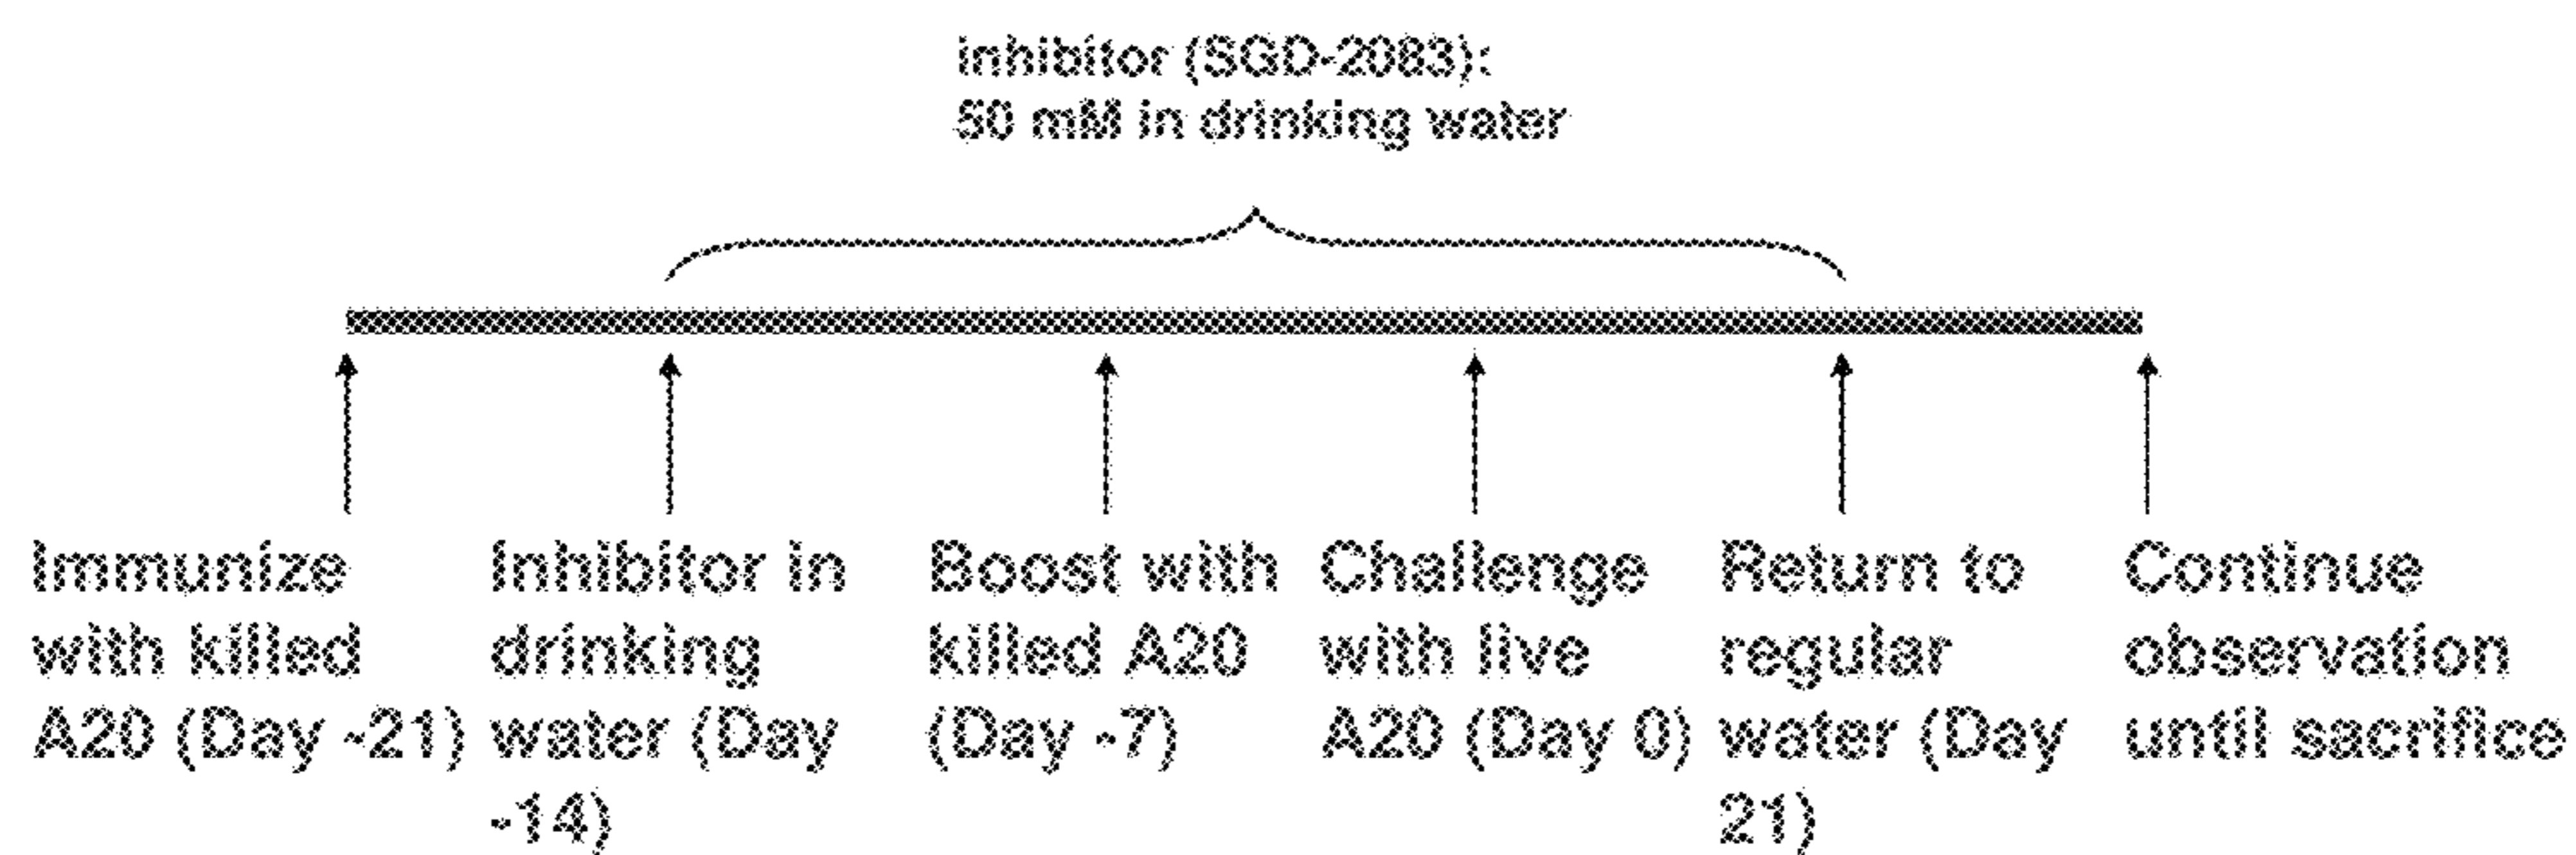 inhibitor (SGD-2083):
50 mM in drinking water
Immunize
with killed
A20 (Day -21)
Inhibitor in
drinking
water (Day
-14)
Boost with
killed A20
(Day -7)
Challenge
with live
A20 (Day 0)
Return to
regular
water (Day
21)
Continue
observation
until sacrifice